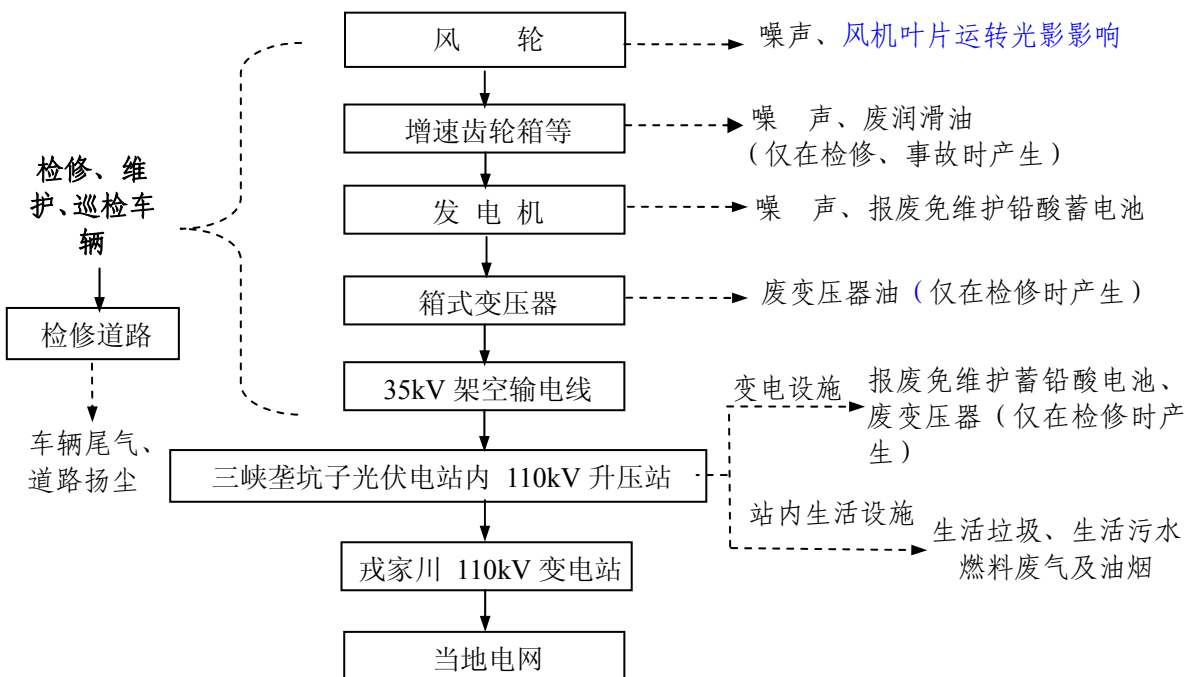 风 轮
噪声、风机叶片运转光影影响
增速齿轮箱等
噪 声、废润滑油
（仅在检修、事故时产生）
检修、维
护、巡检车
辆
发 电 机
噪 声、报废免维护铅酸蓄电池
箱式变压器
废变压器油（仅在检修时产生）
检修道路
35kV 架空输电线
变电设施
报废免维护蓄铅酸电池、
废变压器（仅在检修时产
生）
车辆尾气、
道路扬尘
三峡垄坑子光伏电站内 110kV 升压站
站内生活设施
生活垃圾、生活污水
燃料废气及油烟
戎家川 110kV 变电站
当地电网